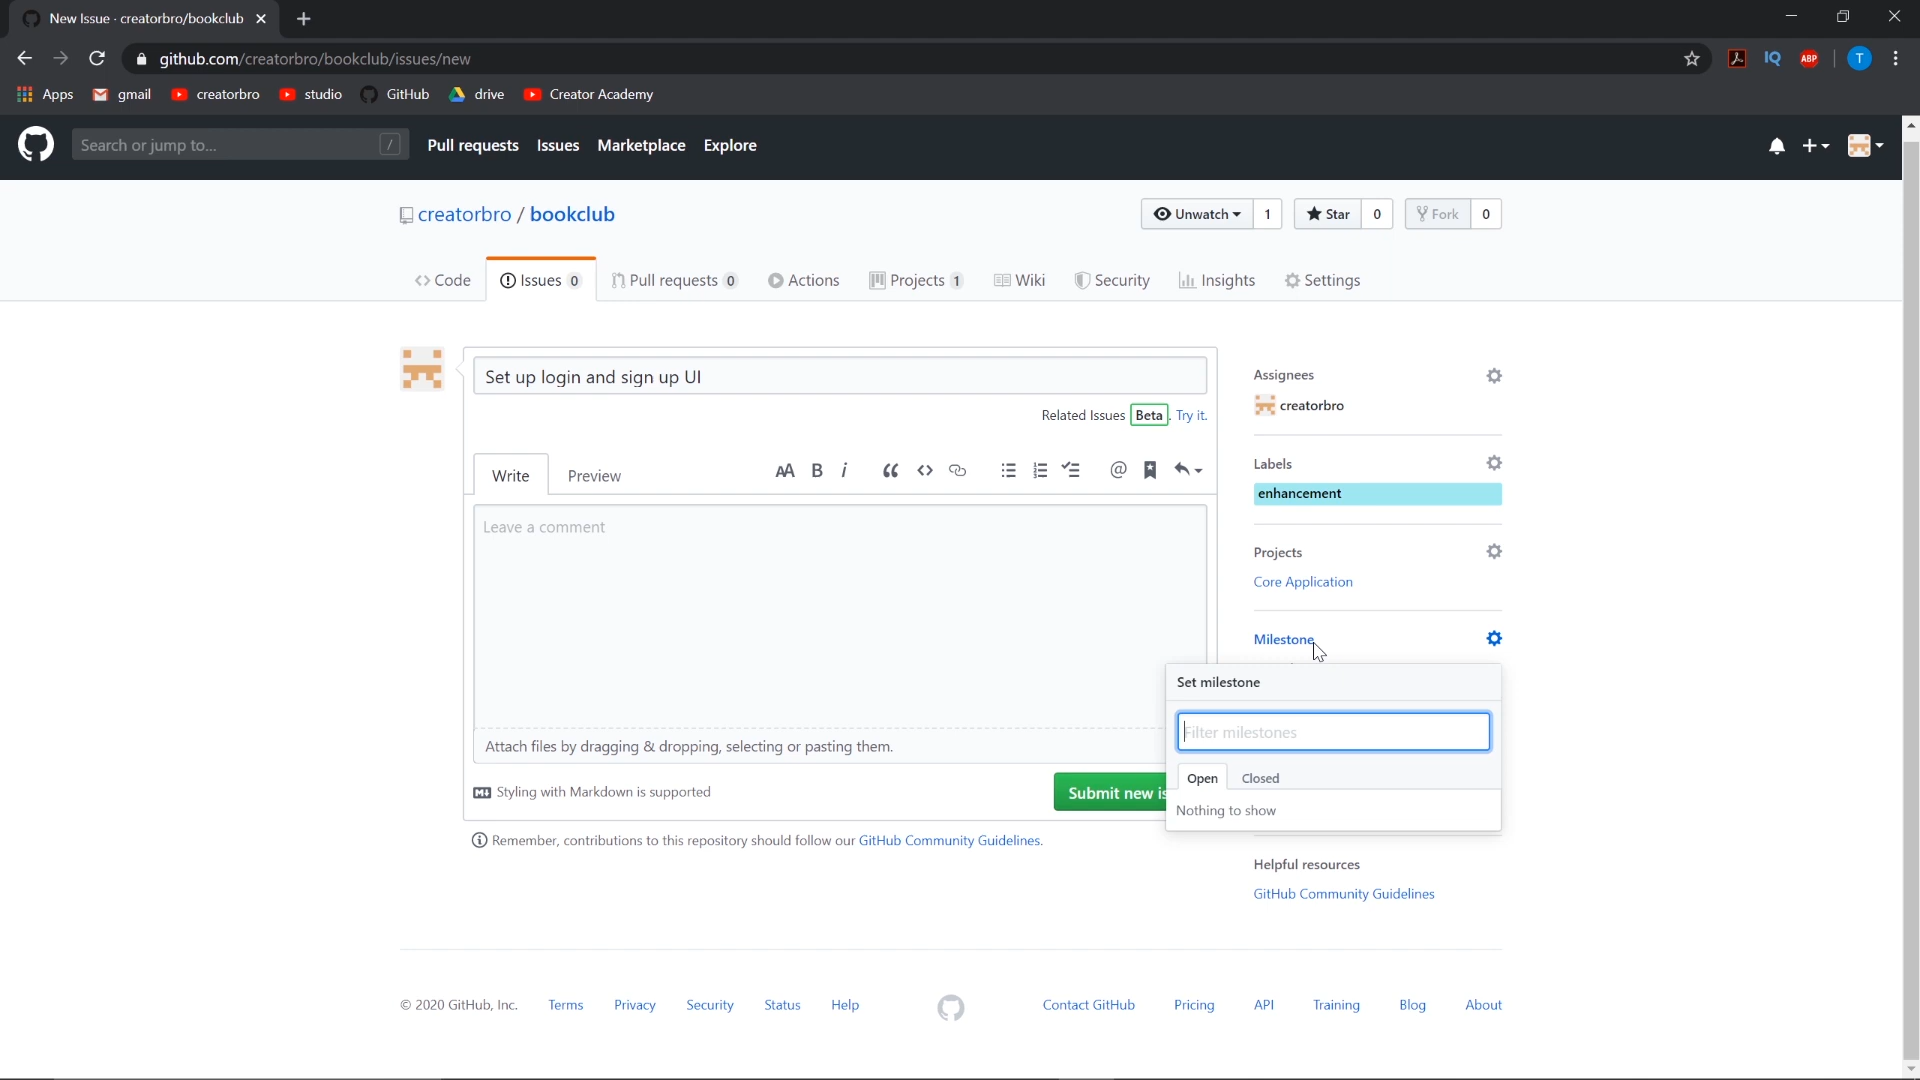 New Issue · creatorbro/bookclub
github.com/creatorbro/bookclub/issues/new
Apps gmail creatorbro studio GitHub drive Creator Academy
IQ ABP T
Search or jump to... / Pull requests Issues Marketplace Explore
creatorbro / bookclub Unwatch 1 Star 0 Fork 0
Code Issues 0 Pull requests 0 Actions Projects 1 Wiki Security Insights Settings
Set up login and sign up UI
Related Issues Beta . Try it.
Write Preview AA B i @
Leave a comment
Attach files by dragging & dropping, selecting or pasting them.
Styling with Markdown is supported
Submit new is
Remember, contributions to this repository should follow our GitHub Community Guidelines.
Assignees
creatorbro
Labels
enhancement
Projects
Core Application
Milestone
Set milestone
Filter milestones
Open Closed
Nothing to show
Helpful resources
GitHub Community Guidelines
© 2020 GitHub, Inc. Terms Privacy Security Status Help Contact GitHub Pricing API Training Blog About